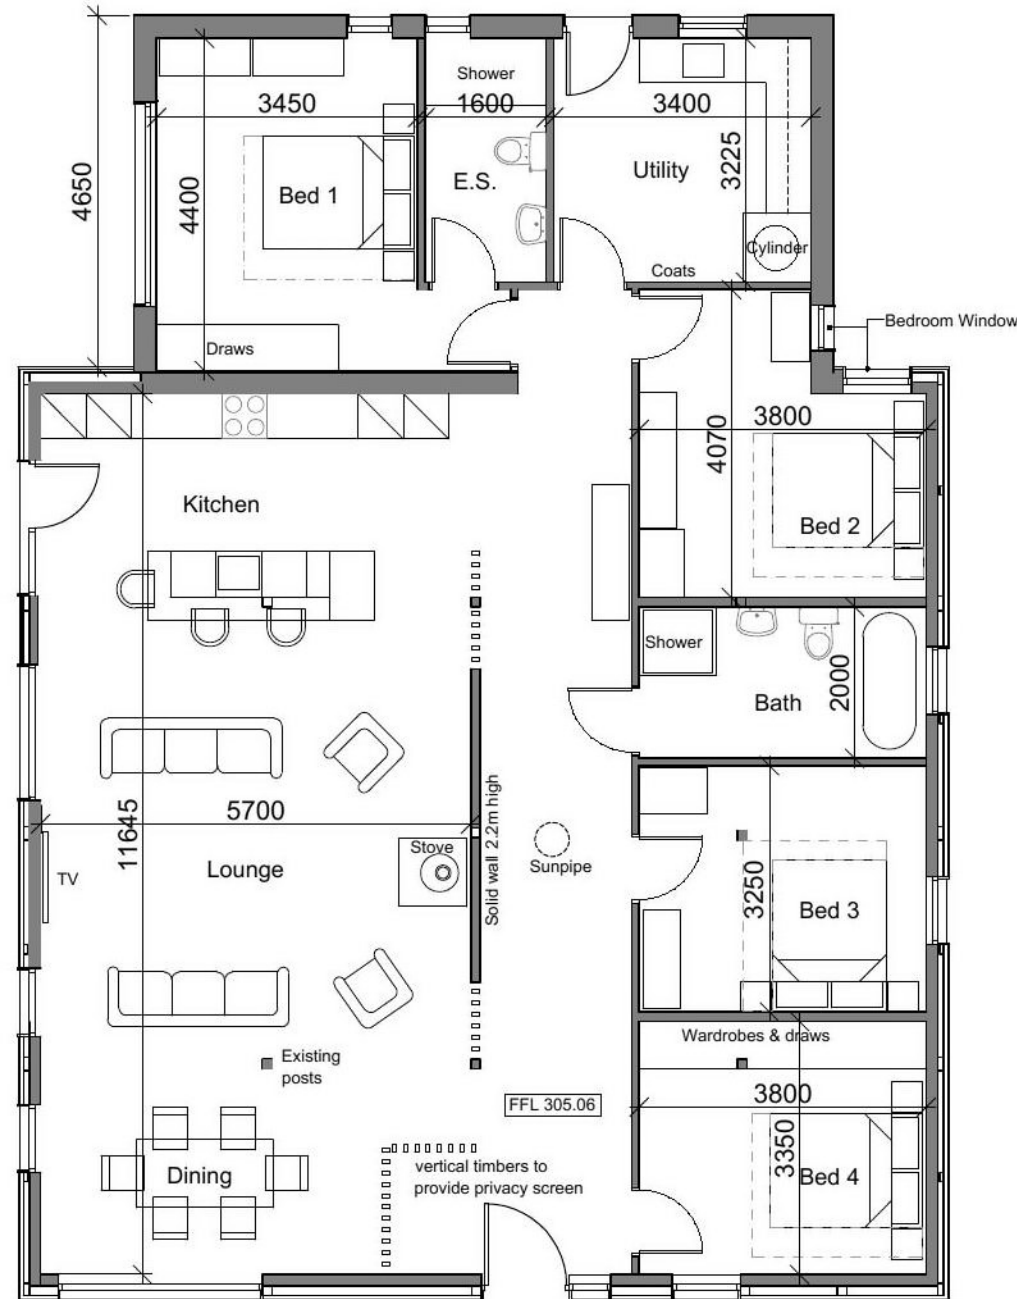 Shower
3450
1600
3400
4650
4400
3225
Bed 1
E.S.
Utility
Cylinder
Coats
Draws
Bedroom Window
3800
4070
Kitchen
Bed 2
Shower
2000
Bath
11645
5700
Solid wall 2.2m high
Stove
Lounge
TV
Sunpipe
3250
Bed 3
Wardrobes & draws
Existing
posts
FFL 305.06
3800
3350
Dining
vertical timbers to
provide privacy screen
Bed 4